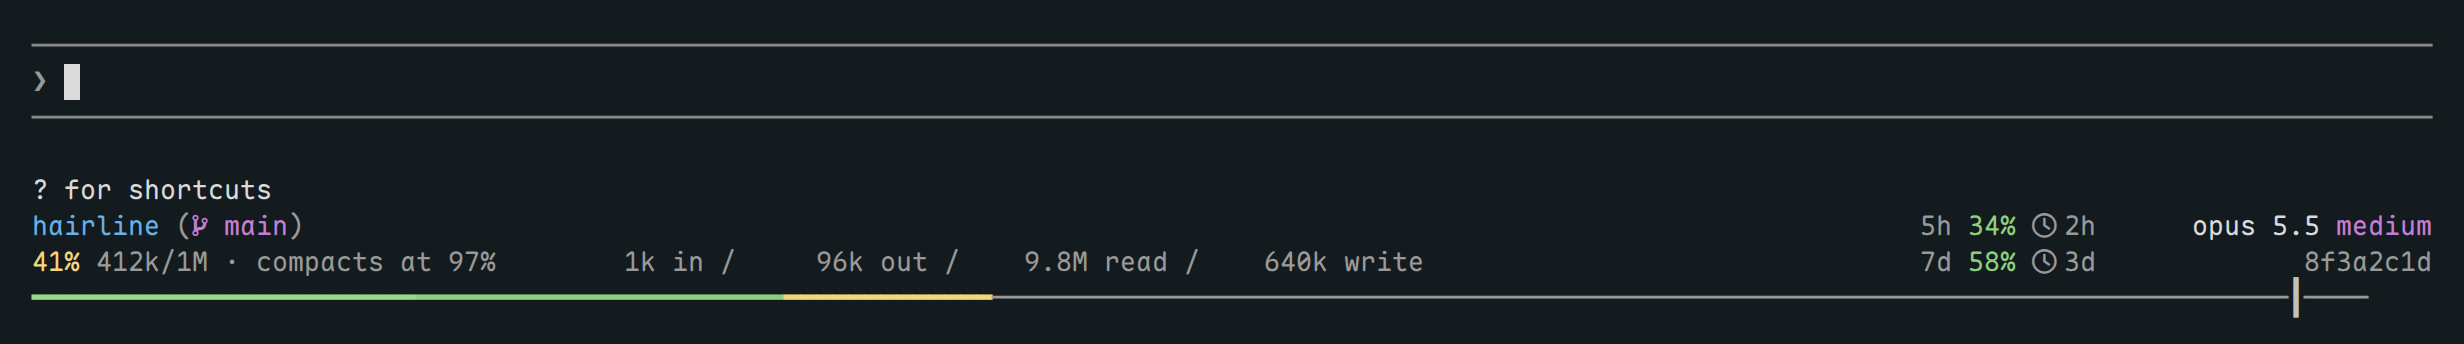 ❯
? for shortcuts
hairline (main) 5h 34% 2h opus 5.5 medium
41% 412k/1M · compacts at 97% 1k in / 96k out / 9.8M read / 640k write 7d 58% 3d 8f3a2c1d